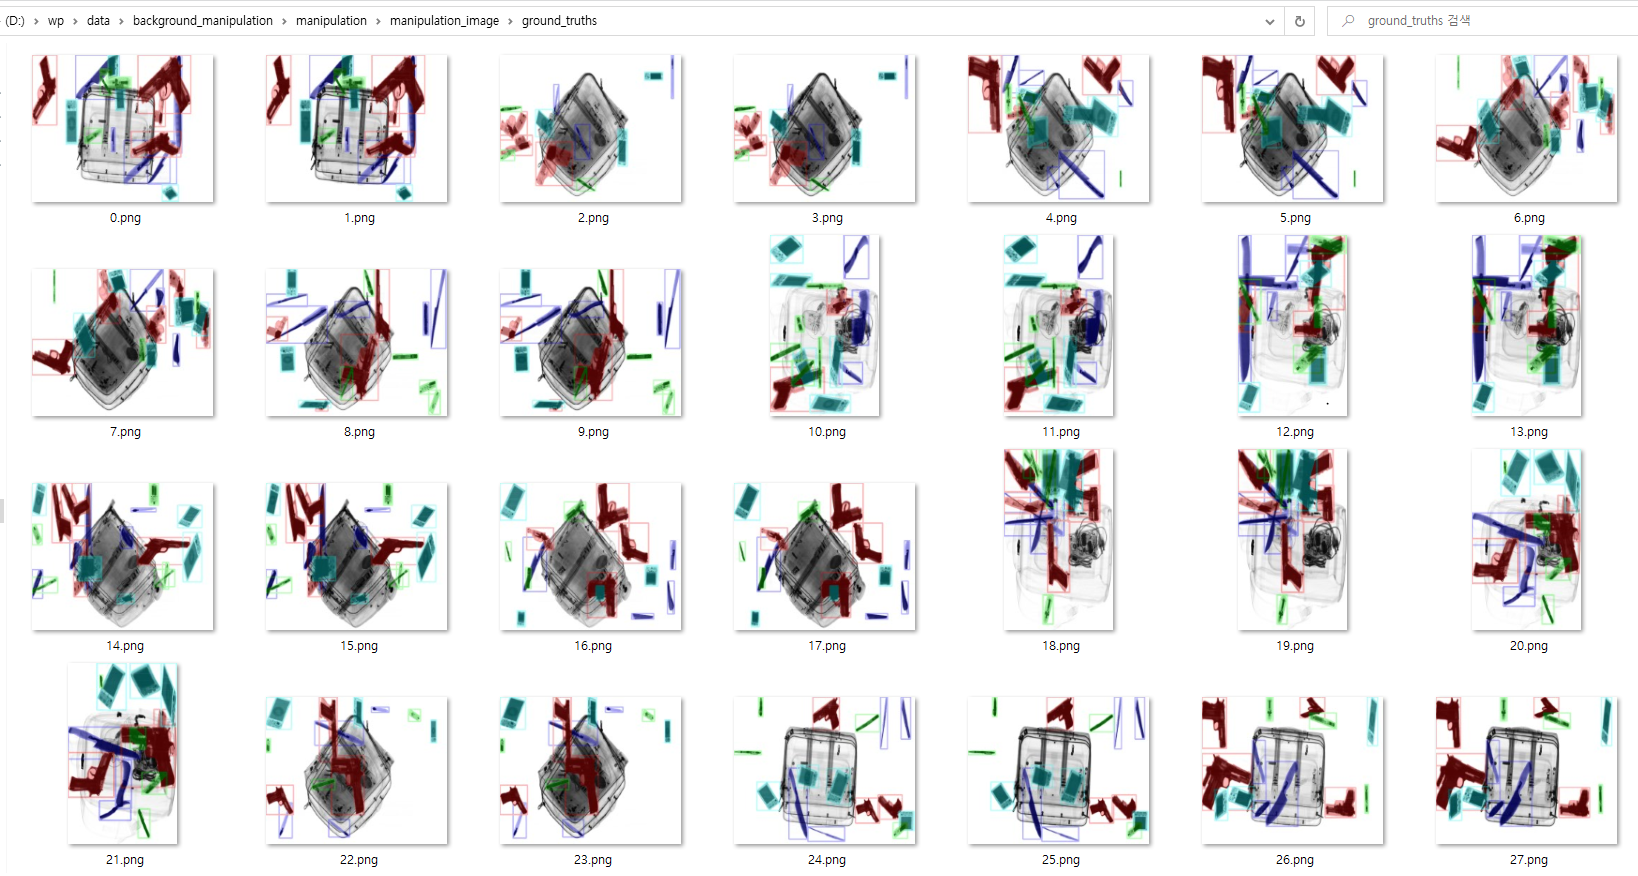 (D:) > wp > data > background_manipulation > manipulation > manipulation_image > ground_truths
ground_truths 검색
0.png 1.png 2.png 3.png 4.png 5.png 6.png
7.png 8.png 9.png 10.png 11.png 12.png 13.png
14.png 15.png 16.png 17.png 18.png 19.png 20.png
21.png 22.png 23.png 24.png 25.png 26.png 27.png